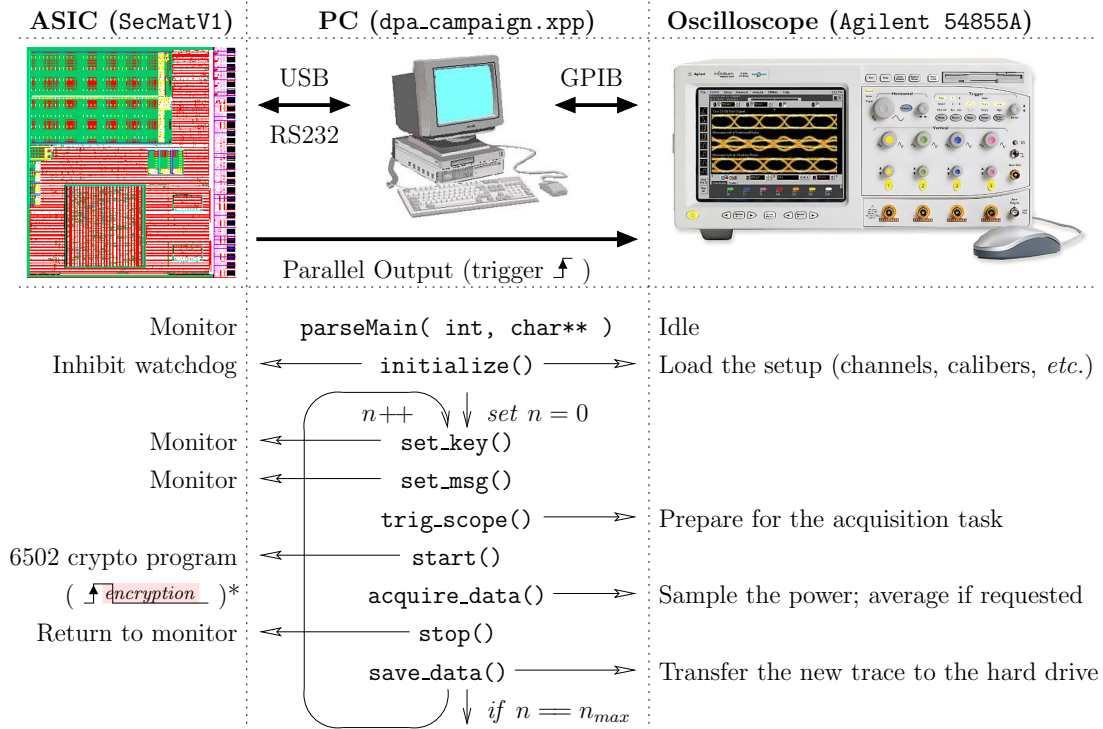 ASIC (SecMatV1) PC (dpa_campaign.xpp) Oscilloscope (Agilent 54855A)
USB GPIB
RS232
Parallel Output (trigger )
Monitor parseMain( int, char** ) Idle
Inhibit watchdog initialize() Load the setup (channels, calibers, etc.)
n++ set n = 0
Monitor set_key()
Monitor set_msg()
trig_scope() Prepare for the acquisition task
6502 crypto program start()
( encryption )* acquire_data() Sample the power; average if requested
Return to monitor stop()
save_data() Transfer the new trace to the hard drive
if n == nmax